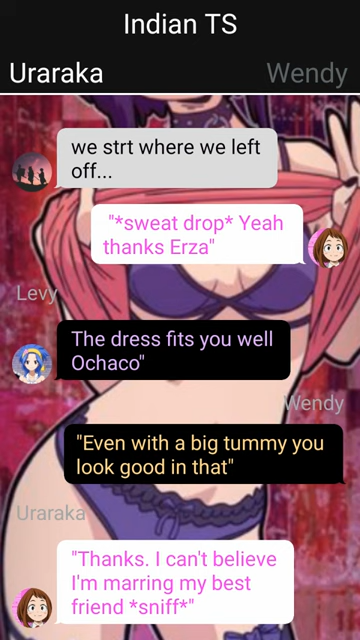 Indian TS
Uraraka
Wendy
we strt where we left
off...
"*sweat drop* Yeah
thanks Erza"
Levy
The dress fits you well
Ochaco"
Wendy
"Even with a big tummy you
look good in that"
Uraraka
"Thanks. I can't believe
I'm marring my best
friend *sniff*"